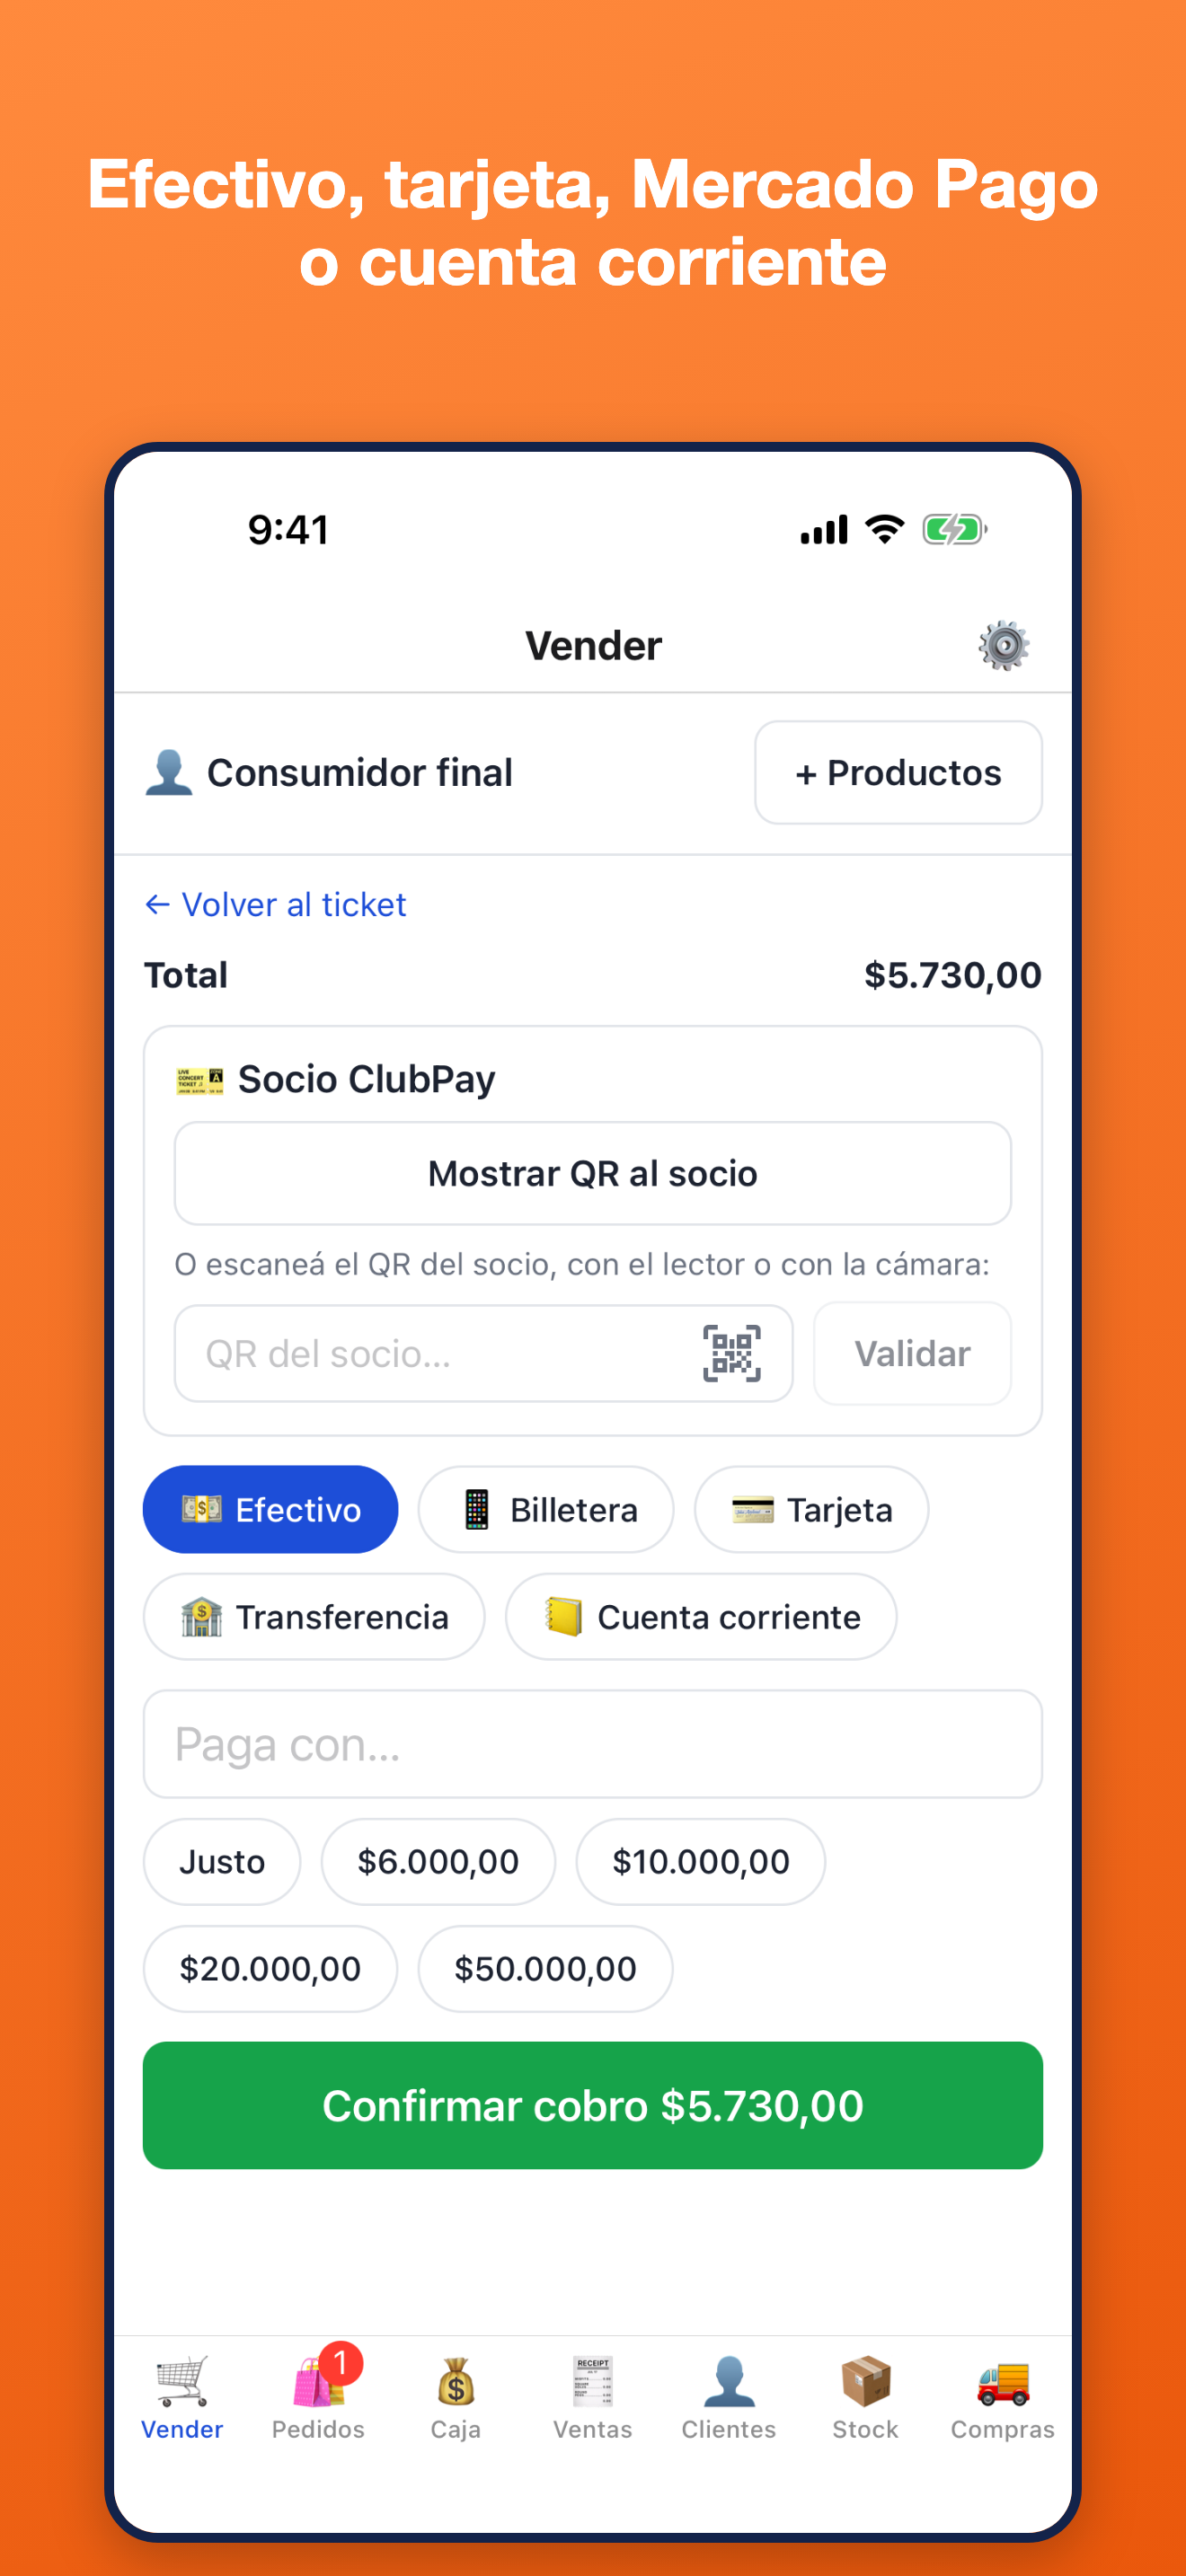 Efectivo, tarjeta, Mercado Pago
o cuenta corriente
9:41
Vender
Consumidor final
+ Productos
← Volver al ticket
Total
$5.730,00
Socio ClubPay
Mostrar QR al socio
O escaneá el QR del socio, con el lector o con la cámara:
QR del socio...
Validar
Efectivo
Billetera
Tarjeta
Transferencia
Cuenta corriente
Paga con...
Justo
$6.000,00
$10.000,00
$20.000,00
$50.000,00
Confirmar cobro $5.730,00
1
RECEIPT
Vender
Pedidos
Caja
Ventas
Clientes
Stock
Compras